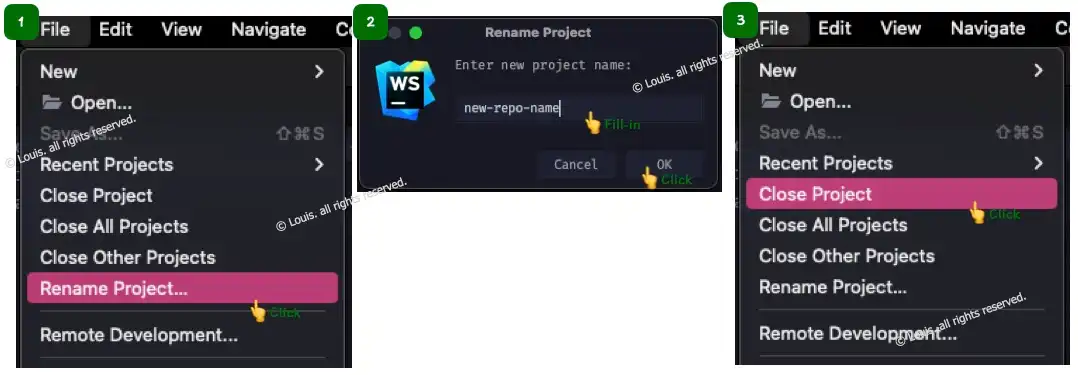 1
File Edit View Navigate
New
Open...
Save As... ⇧⌘S
© Louis. all rights reserved.
Recent Projects
Close Project
Close All Projects
Close Other Projects
Rename Project...
Click
Remote Development...
2
Rename Project
WS
Enter new project name:
© Louis. all rights reserved.
new-repo-name
Fill-in
Cancel OK
Click
© Louis. all rights reserved.
3
File Edit View Navigate
New
Open...
Save As... ⇧⌘S
Recent Projects
Close Project
Click
Close All Projects
Close Other Projects
Rename Project...
© Louis. all rights reserved.
Remote Development...